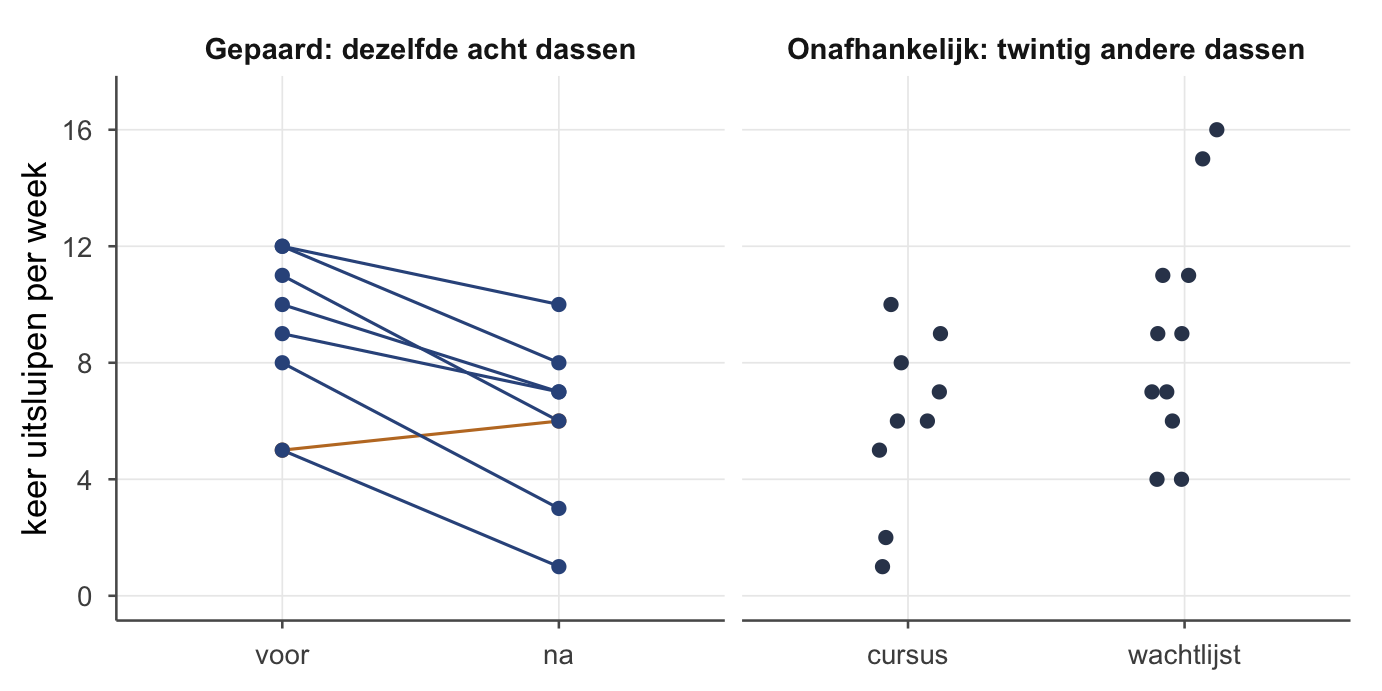 Gepaard: dezelfde acht dassen
Onafhankelijk: twintig andere dassen
keer uitsluipen per week
16
12
8
4
0
voor
na
cursus
wachtlijst